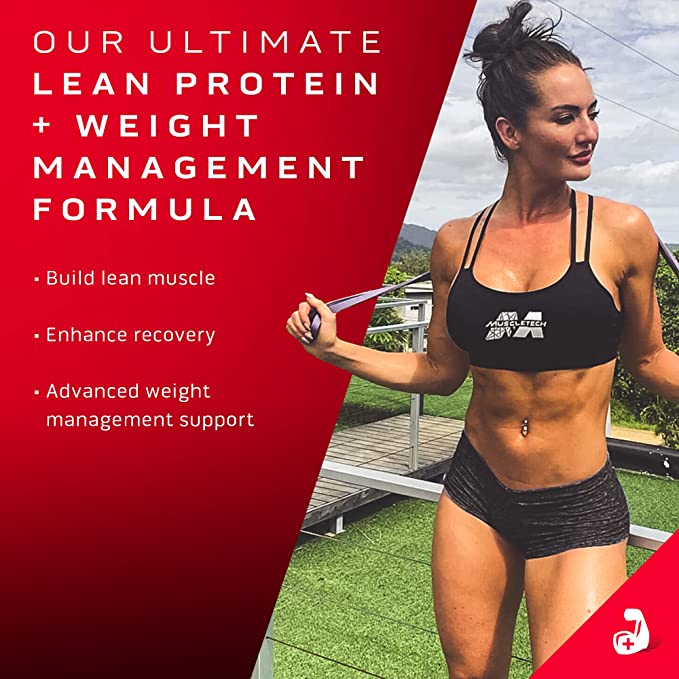 OUR ULTIMATE
LEAN PROTEIN
+ WEIGHT
MANAGEMENT
FORMULA
• Build lean muscle
• Enhance recovery
• Advanced weight
management support
MUSCLETECH